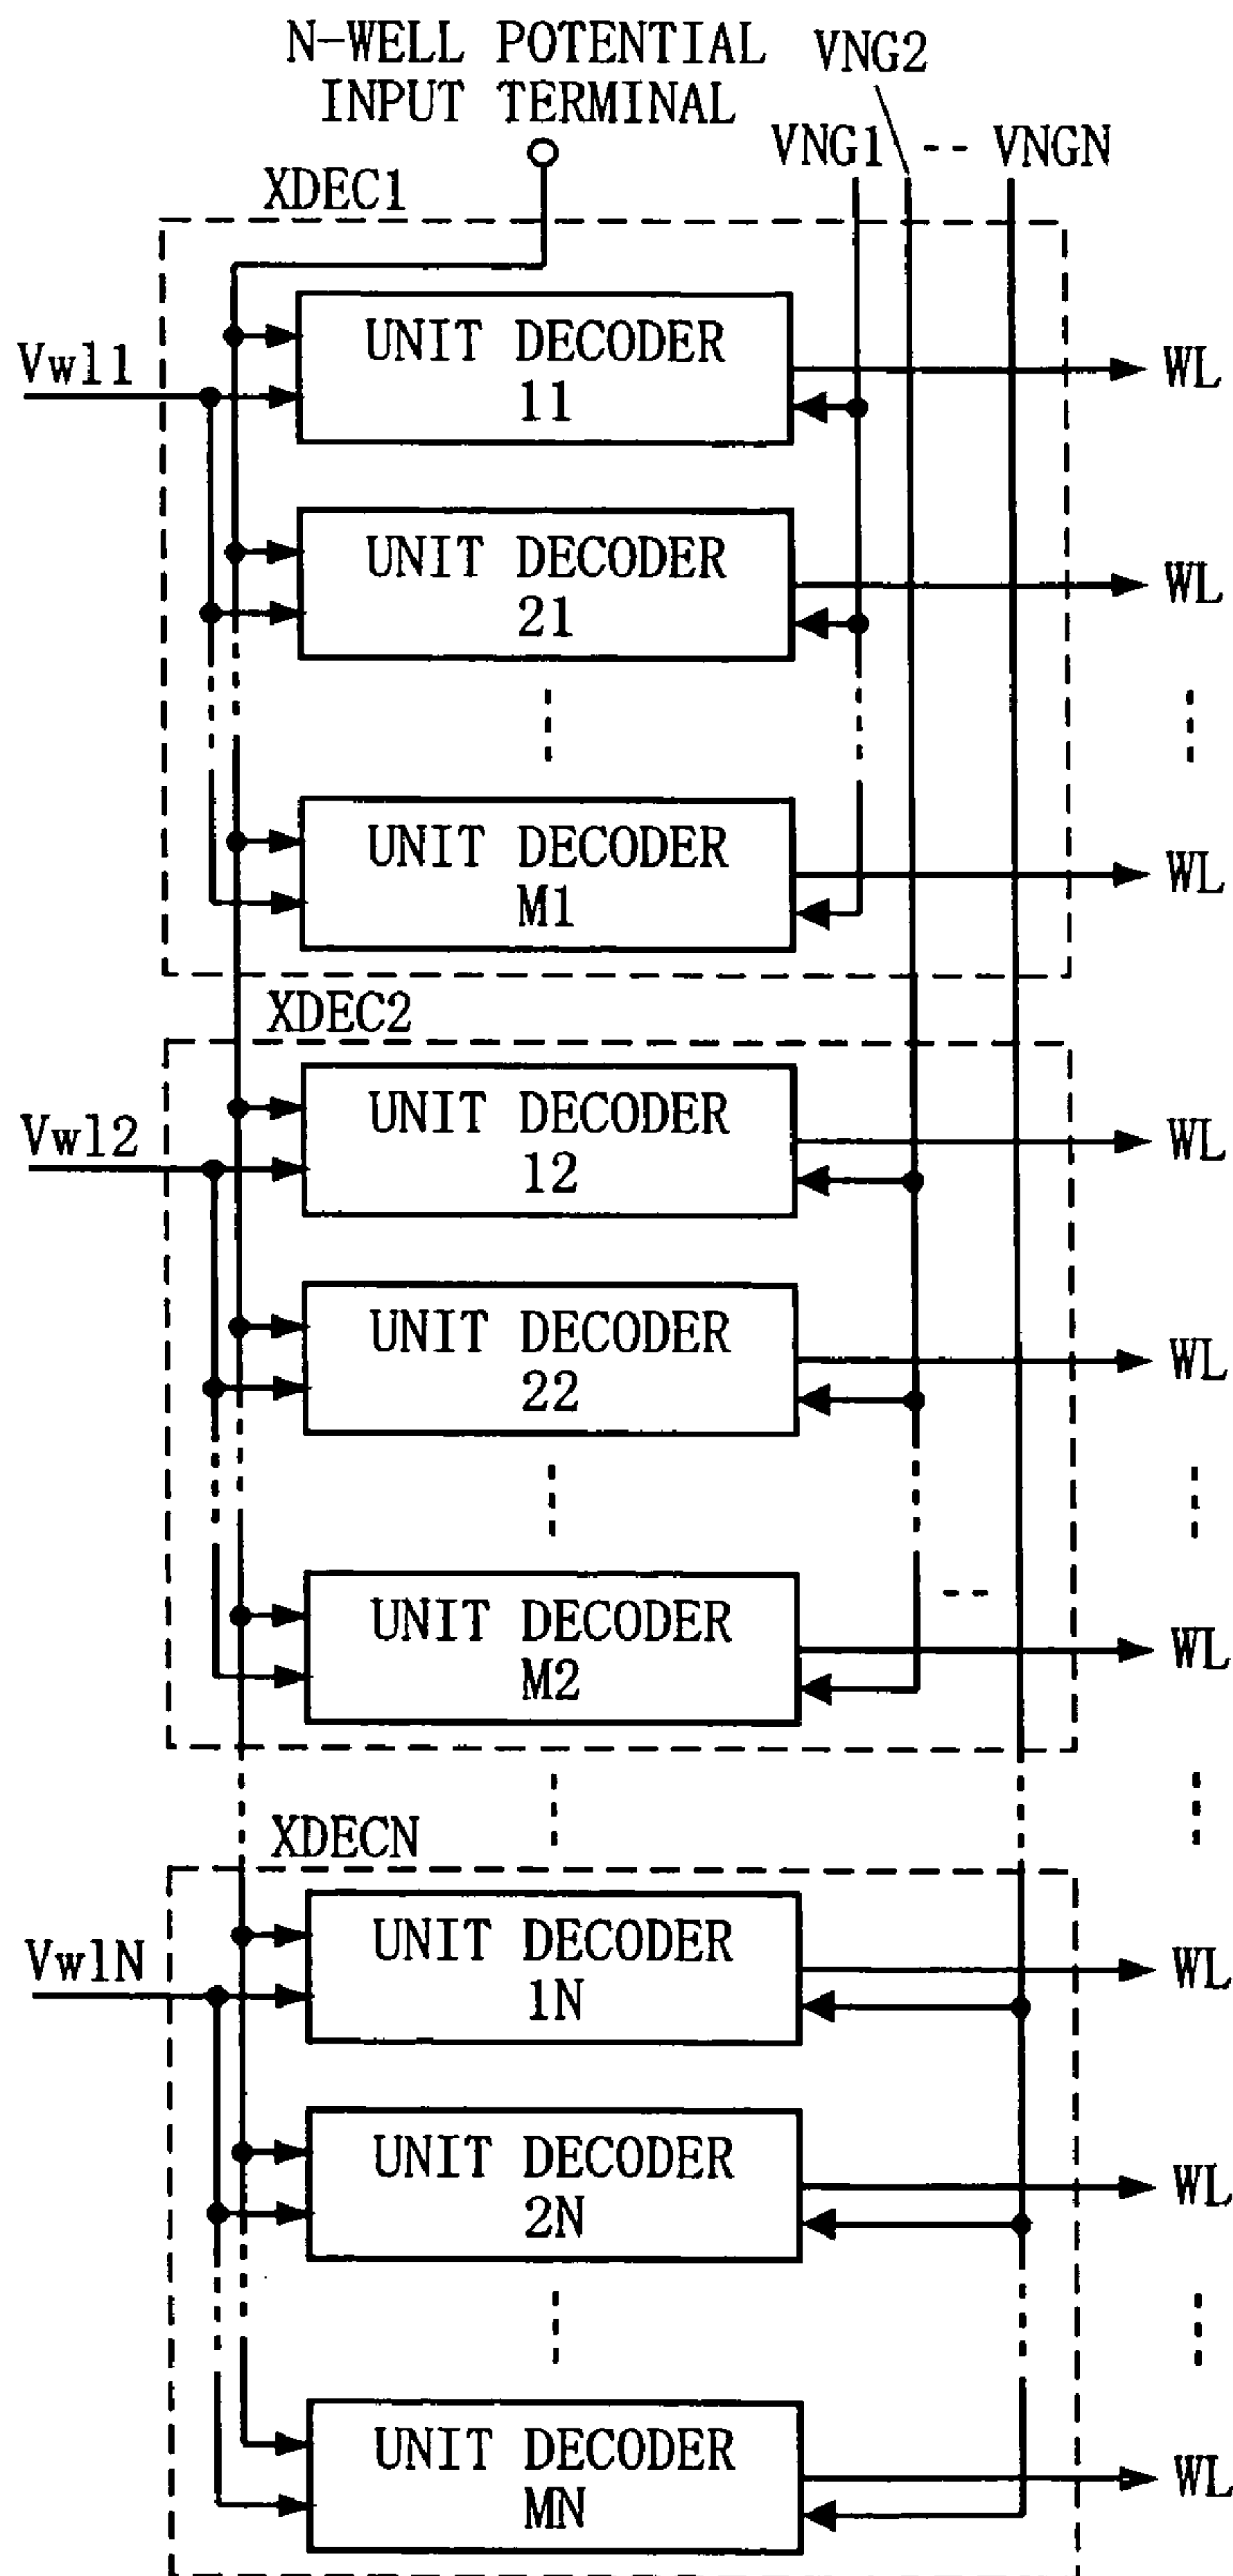 N-WELL POTENTIAL
INPUT TERMINAL
VNG2
VNG1 -- VNGN
XDEC1
Vwl1
UNIT DECODER
11
WL
UNIT DECODER
21
WL
UNIT DECODER
M1
WL
XDEC2
Vwl2
UNIT DECODER
12
WL
UNIT DECODER
22
WL
UNIT DECODER
M2
WL
XDECN
VwlN
UNIT DECODER
1N
WL
UNIT DECODER
2N
WL
UNIT DECODER
MN
WL